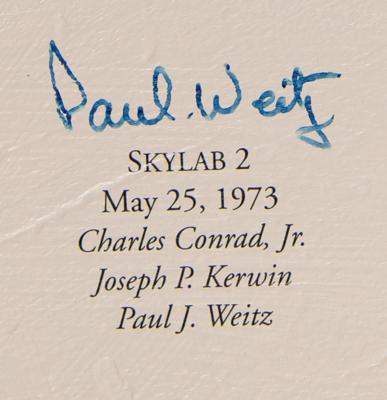 Paul Weitz
SKYLAB 2
May 25, 1973
Charles Conrad, Jr.
Joseph P. Kerwin
Paul J. Weitz